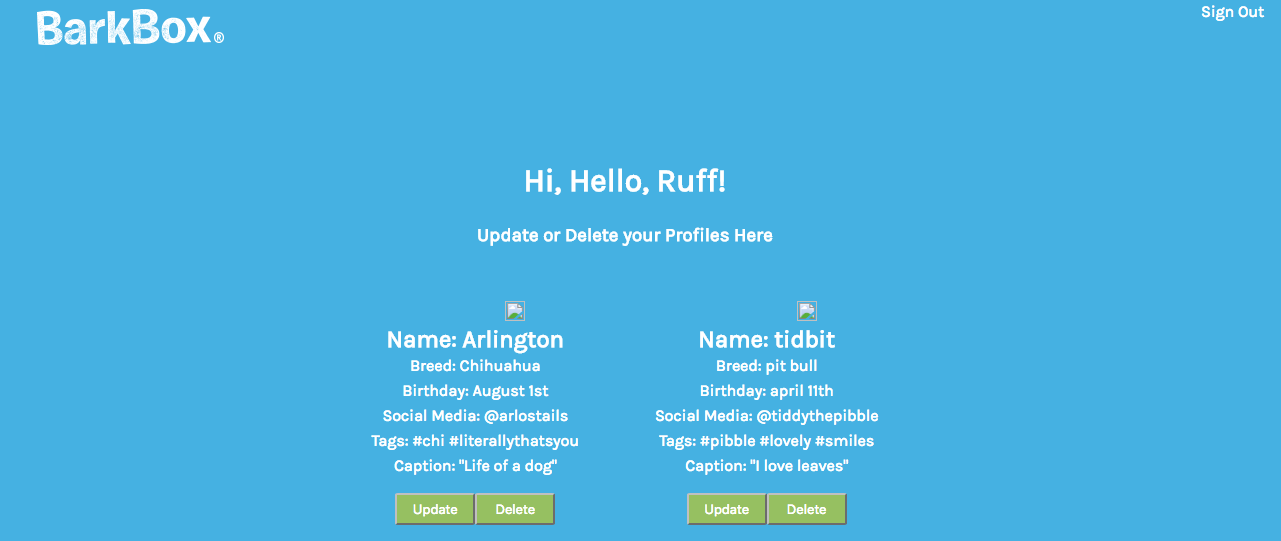 BarkBox®
Sign Out
Hi, Hello, Ruff!
Update or Delete your Profiles Here
Name: Arlington
Breed: Chihuahua
Birthday: August 1st
Social Media: @arlostails
Tags: #chi #literallythatsyou
Caption: "Life of a dog"
Update Delete
Name: tidbit
Breed: pit bull
Birthday: april 11th
Social Media: @tiddythepibble
Tags: #pibble #lovely #smiles
Caption: "I love leaves"
Update Delete